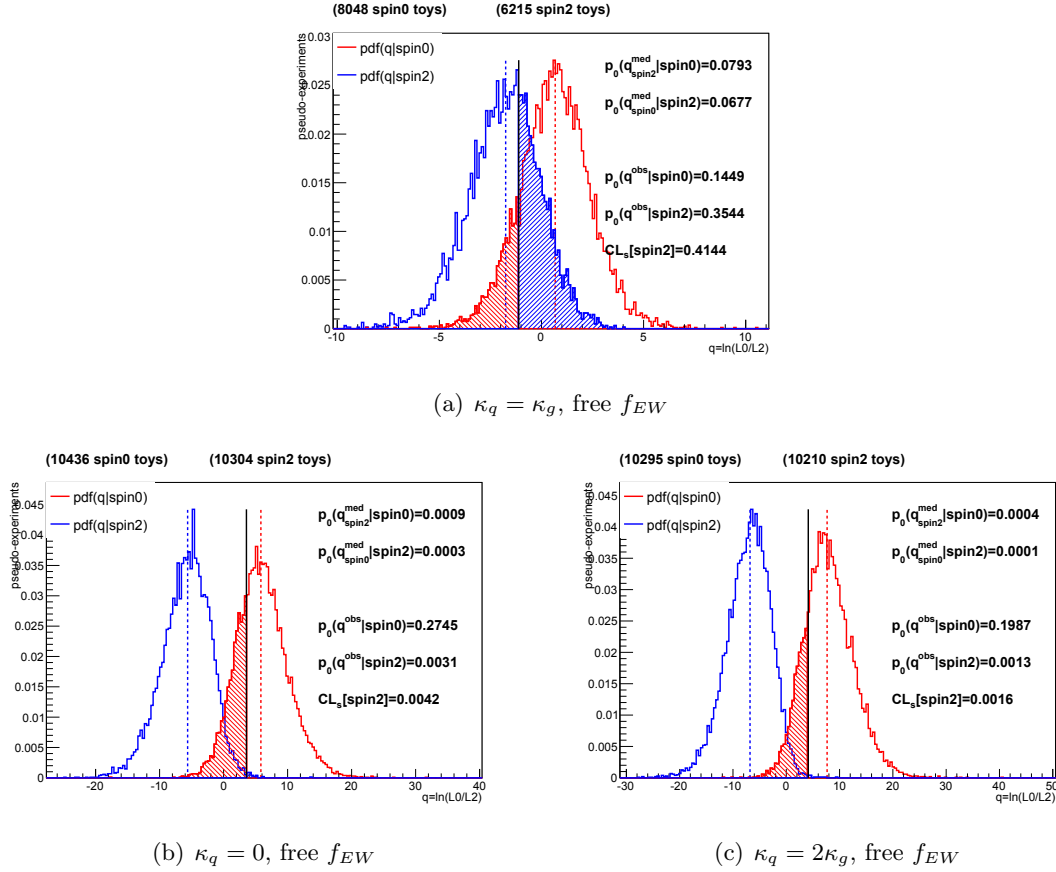 (8048 spin0 toys) (6215 spin2 toys)
pseudo-experiments
0.03
0.025
0.02
0.015
0.01
0.005
0
pdf(q|spin0)
pdf(q|spin2)
p₀(q^med_spin2|spin0)=0.0793
p₀(q^med_spin0|spin2)=0.0677
p₀(q^obs|spin0)=0.1449
p₀(q^obs|spin2)=0.3544
CLₛ[spin2]=0.4144
-10 -5 0 5 10
q=ln(L0/L2)
(a) κ_q = κ_g, free f_EW
(10436 spin0 toys) (10304 spin2 toys)
pseudo-experiments
0.045
0.04
0.035
0.03
0.025
0.02
0.015
0.01
0.005
0
pdf(q|spin0)
pdf(q|spin2)
p₀(q^med_spin2|spin0)=0.0009
p₀(q^med_spin0|spin2)=0.0003
p₀(q^obs|spin0)=0.2745
p₀(q^obs|spin2)=0.0031
CLₛ[spin2]=0.0042
-20 -10 0 10 20 30 40
q=ln(L0/L2)
(b) κ_q = 0, free f_EW
(10295 spin0 toys) (10210 spin2 toys)
pseudo-experiments
0.045
0.04
0.035
0.03
0.025
0.02
0.015
0.01
0.005
0
pdf(q|spin0)
pdf(q|spin2)
p₀(q^med_spin2|spin0)=0.0004
p₀(q^med_spin0|spin2)=0.0001
p₀(q^obs|spin0)=0.1987
p₀(q^obs|spin2)=0.0013
CLₛ[spin2]=0.0016
-30 -20 -10 0 10 20 30 40 50
q=ln(L0/L2)
(c) κ_q = 2κ_g, free f_EW